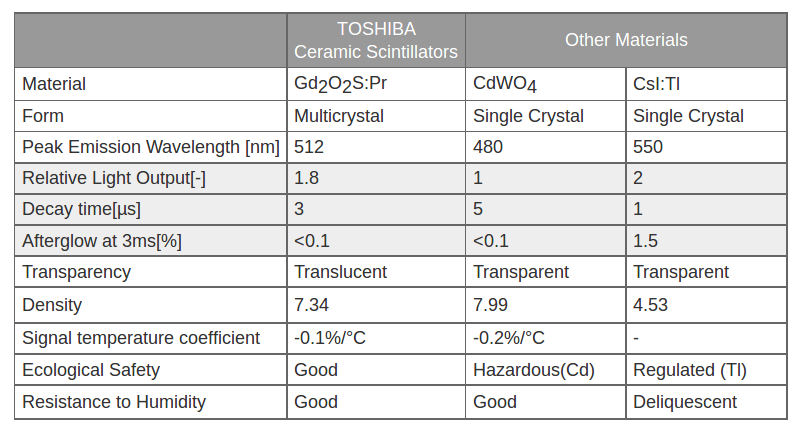 TOSHIBA
Ceramic Scintillators Other Materials
Material Gd2O2S:Pr CdWO4 CsI:Tl
Form Multicrystal Single Crystal Single Crystal
Peak Emission Wavelength [nm] 512 480 550
Relative Light Output[-] 1.8 1 2
Decay time[µs] 3 5 1
Afterglow at 3ms[%] <0.1 <0.1 1.5
Transparency Translucent Transparent Transparent
Density 7.34 7.99 4.53
Signal temperature coefficient -0.1%/°C -0.2%/°C -
Ecological Safety Good Hazardous(Cd) Regulated (Tl)
Resistance to Humidity Good Good Deliquescent